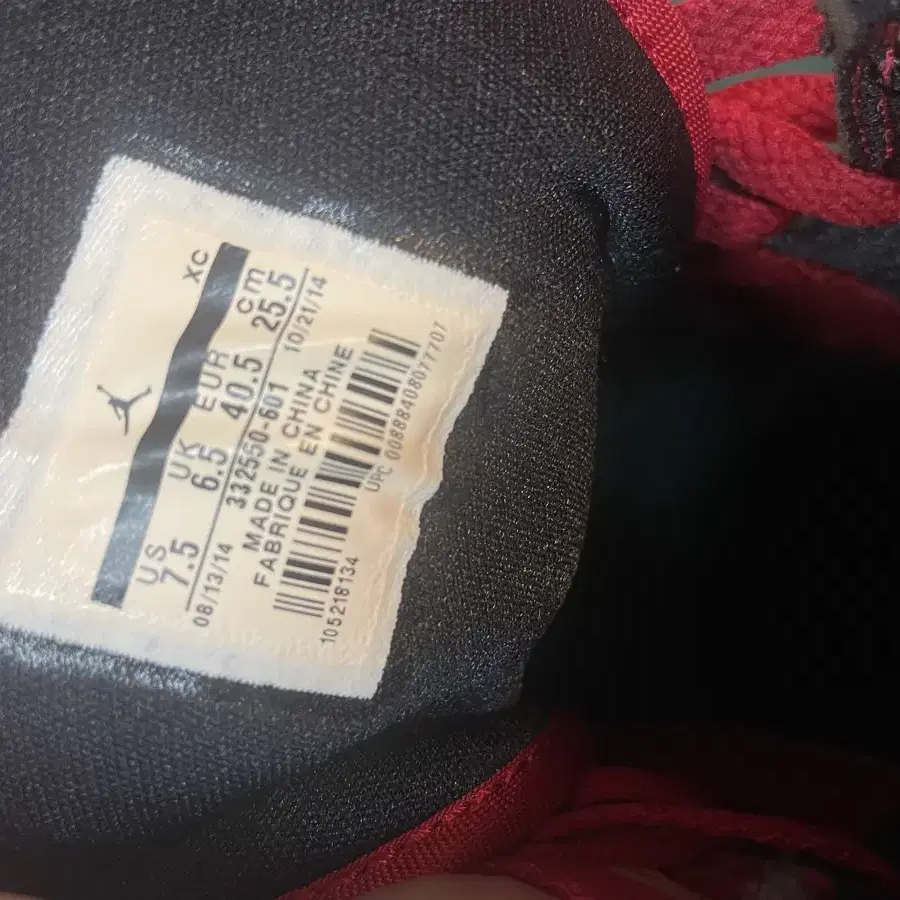 XC
US UK EUR cm
7.5 6.5 40.5 25.5
08/13/14 332550-601 10/21/14
MADE IN CHINA
FABRIQUE EN CHINE
UPC 00888408077707
105218134